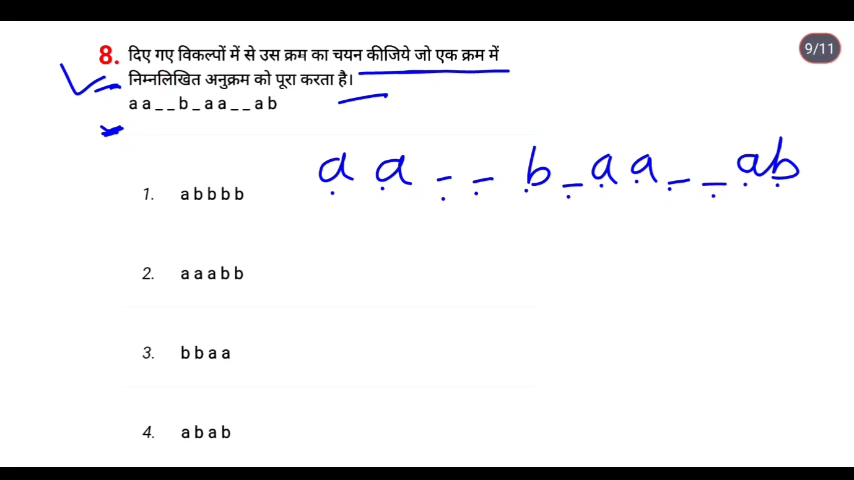 9/11
8. दिए गए विकल्पों में से उस क्रम का चयन कीजिये जो एक क्रम में
निम्नलिखित अनुक्रम को पूरा करता है।
a a _ _ b _ a a _ _ a b
a a _ _ b _ a a _ _ a b
1. a b b b b
2. a a a b b
3. b b a a
4. a b a b